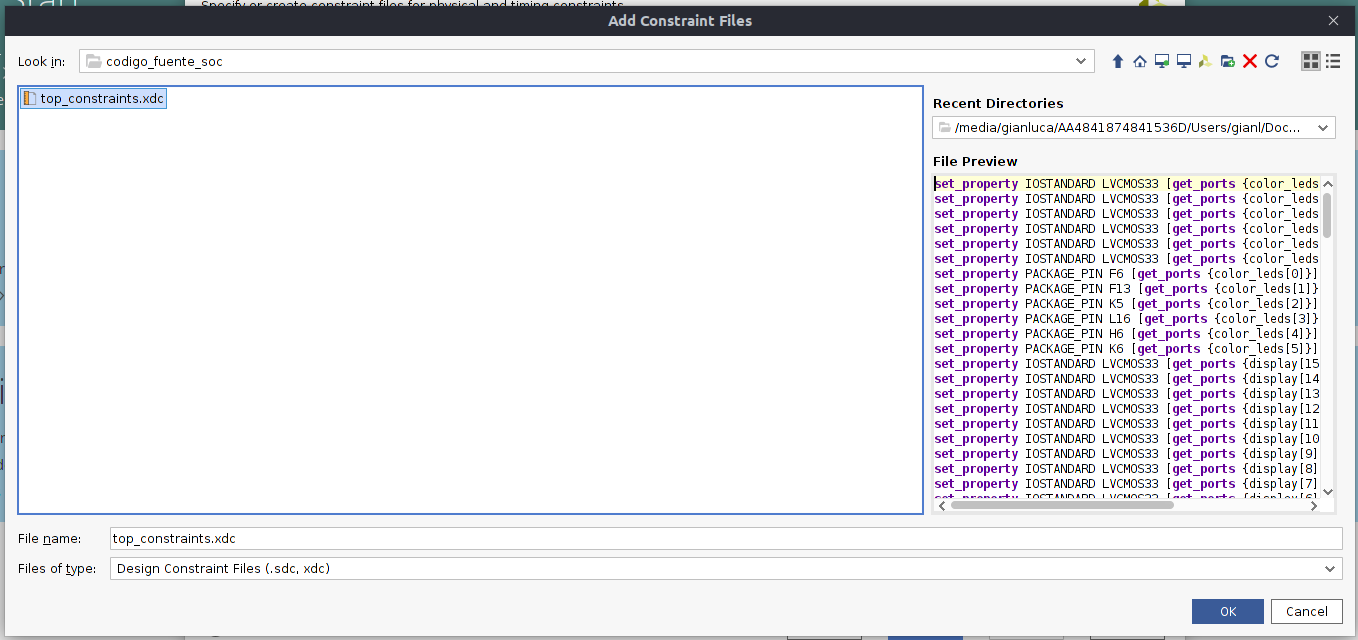 Specify or create constraint files for physical and timing constraints
Add Constraint Files
Look in: codigo_fuente_soc
top_constraints.xdc
Recent Directories
/media/gianluca/AA4841874841536D/Users/gianl/Doc...
File Preview
set_property IOSTANDARD LVCMOS33 [get_ports {color_leds
set_property IOSTANDARD LVCMOS33 [get_ports {color_leds
set_property IOSTANDARD LVCMOS33 [get_ports {color_leds
set_property IOSTANDARD LVCMOS33 [get_ports {color_leds
set_property IOSTANDARD LVCMOS33 [get_ports {color_leds
set_property IOSTANDARD LVCMOS33 [get_ports {color_leds
set_property PACKAGE_PIN F6 [get_ports {color_leds[0]}]
set_property PACKAGE_PIN F13 [get_ports {color_leds[1]}
set_property PACKAGE_PIN K5 [get_ports {color_leds[2]}]
set_property PACKAGE_PIN L16 [get_ports {color_leds[3]}
set_property PACKAGE_PIN H6 [get_ports {color_leds[4]}]
set_property PACKAGE_PIN K6 [get_ports {color_leds[5]}]
set_property IOSTANDARD LVCMOS33 [get_ports {display[15
set_property IOSTANDARD LVCMOS33 [get_ports {display[14
set_property IOSTANDARD LVCMOS33 [get_ports {display[13
set_property IOSTANDARD LVCMOS33 [get_ports {display[12
set_property IOSTANDARD LVCMOS33 [get_ports {display[11
set_property IOSTANDARD LVCMOS33 [get_ports {display[10
set_property IOSTANDARD LVCMOS33 [get_ports {display[9]
set_property IOSTANDARD LVCMOS33 [get_ports {display[8]
set_property IOSTANDARD LVCMOS33 [get_ports {display[7]
set_property IOSTANDARD LVCMOS33 [get_ports {display[6]
File name: top_constraints.xdc
Files of type: Design Constraint Files (.sdc, xdc)
OK Cancel